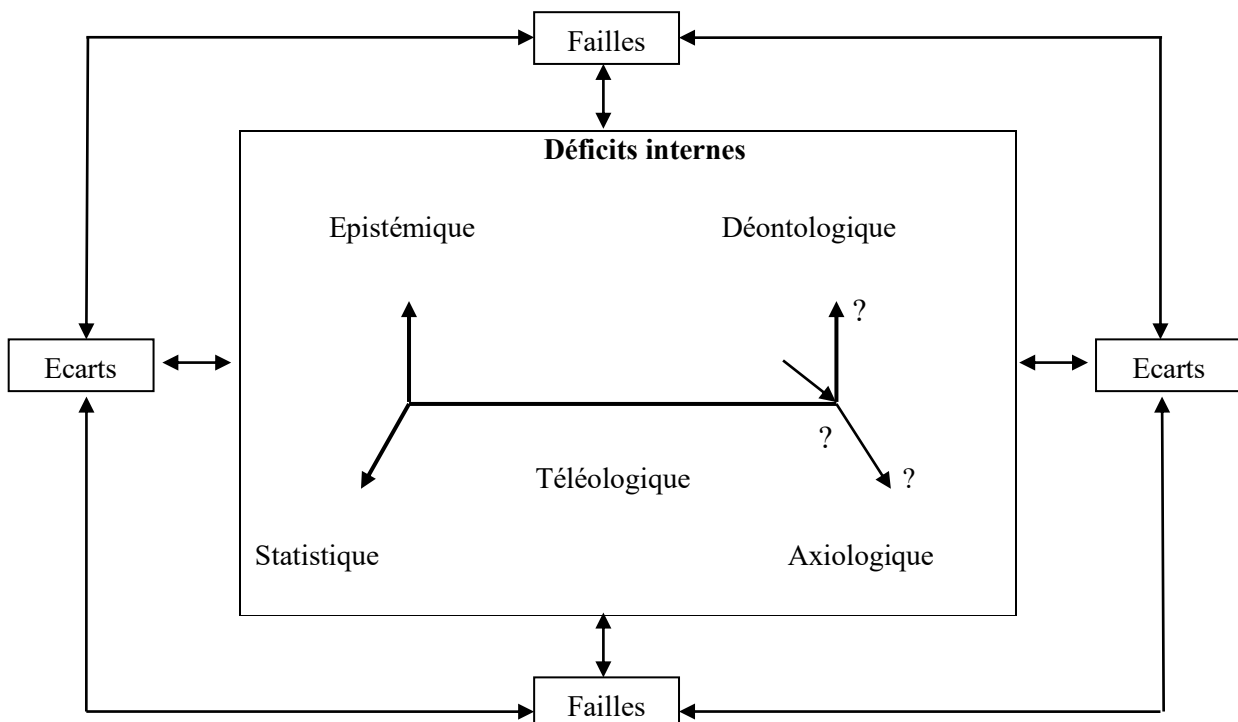 Failles
Déficits internes
Epistémique
Déontologique
?
Ecarts
Ecarts
?
Téléologique
?
Statistique
Axiologique
Failles